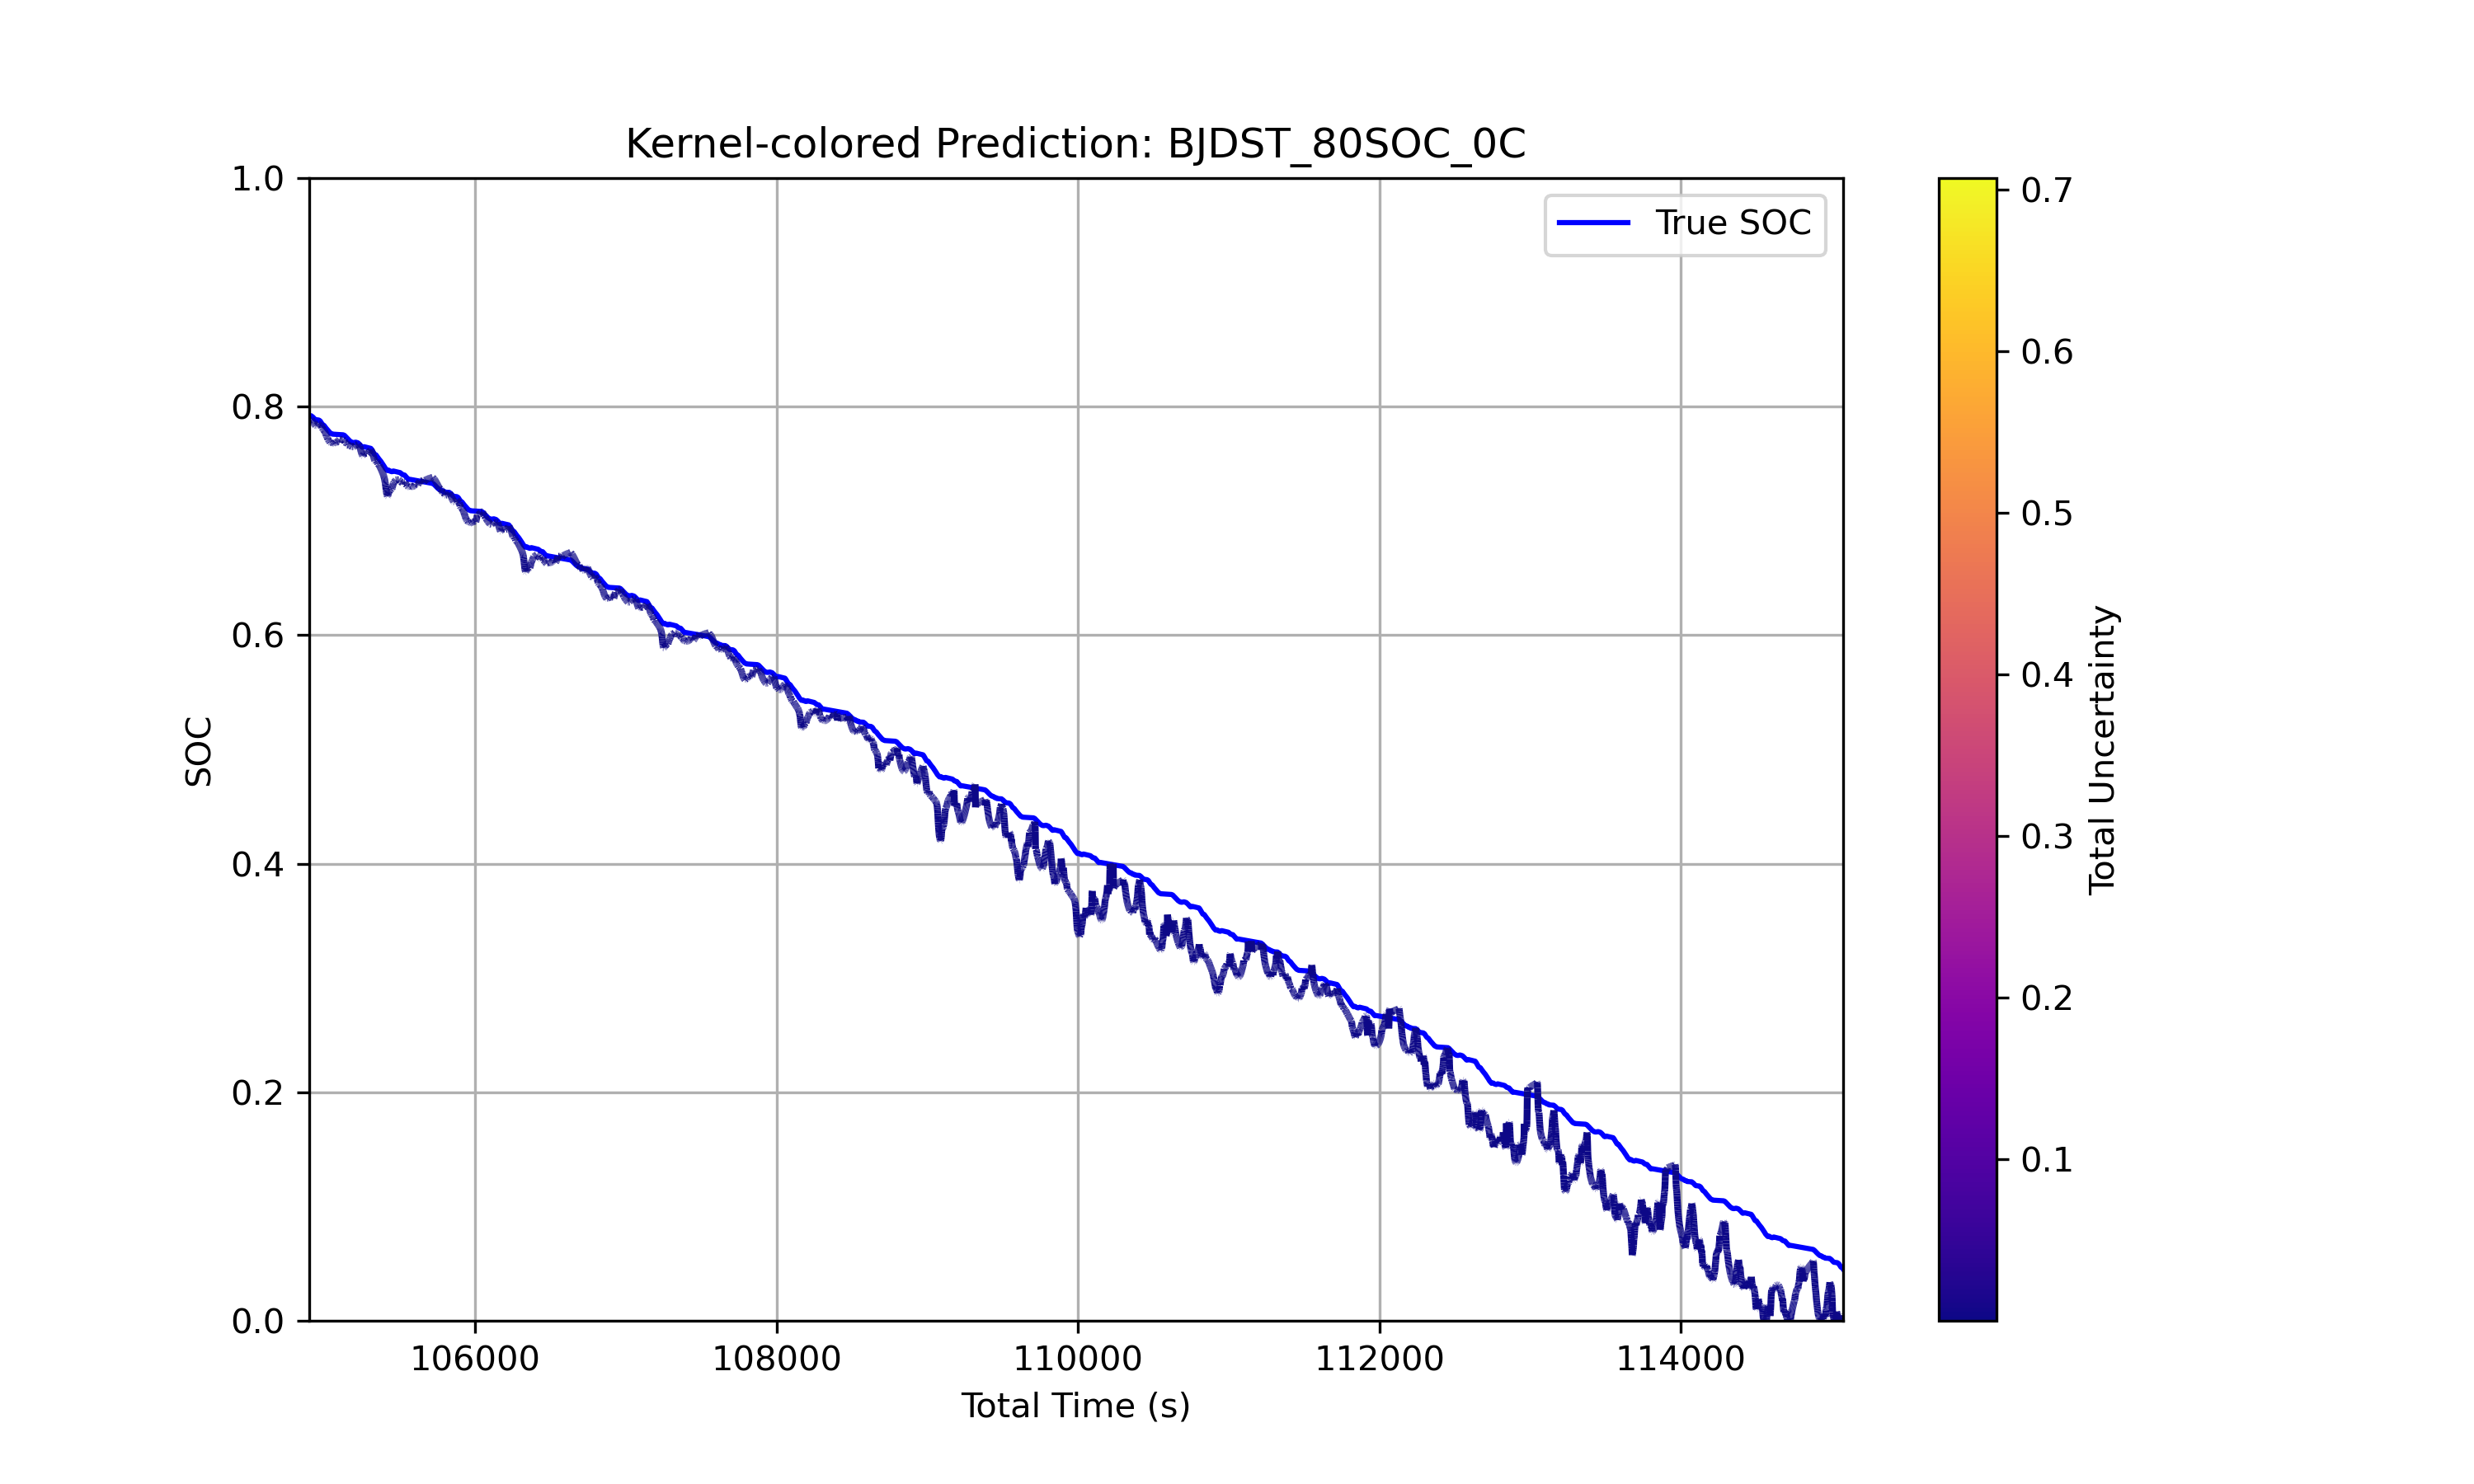 Kernel-colored Prediction: BJDST_80SOC_0C
True SOC
SOC
1.0
0.8
0.6
0.4
0.2
0.0
106000 108000 110000 112000 114000
Total Time (s)
0.7
0.6
0.5
0.4
0.3
0.2
0.1
Total Uncertainty